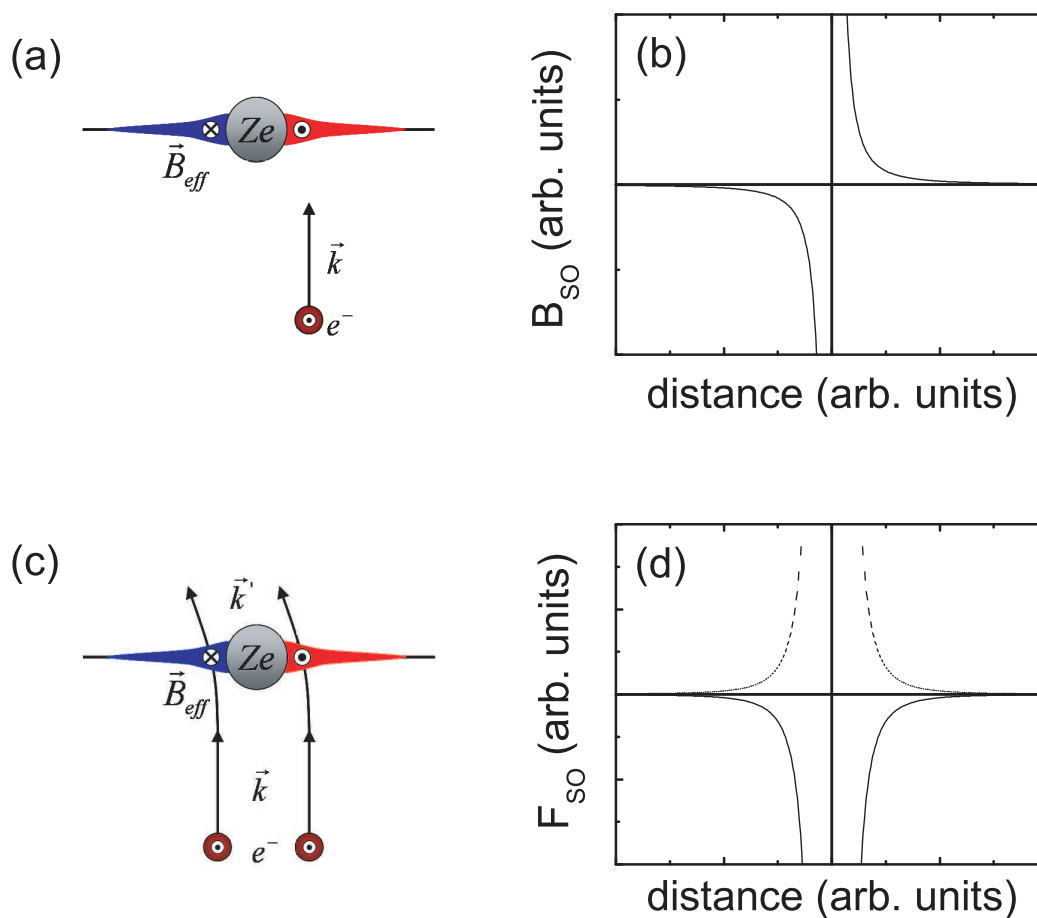 (a)
Ze
B⃗eff
k⃗
e⁻
(b)
BSO (arb. units)
distance (arb. units)
(c)
k⃗'
Ze
B⃗eff
k⃗
e⁻
(d)
FSO (arb. units)
distance (arb. units)